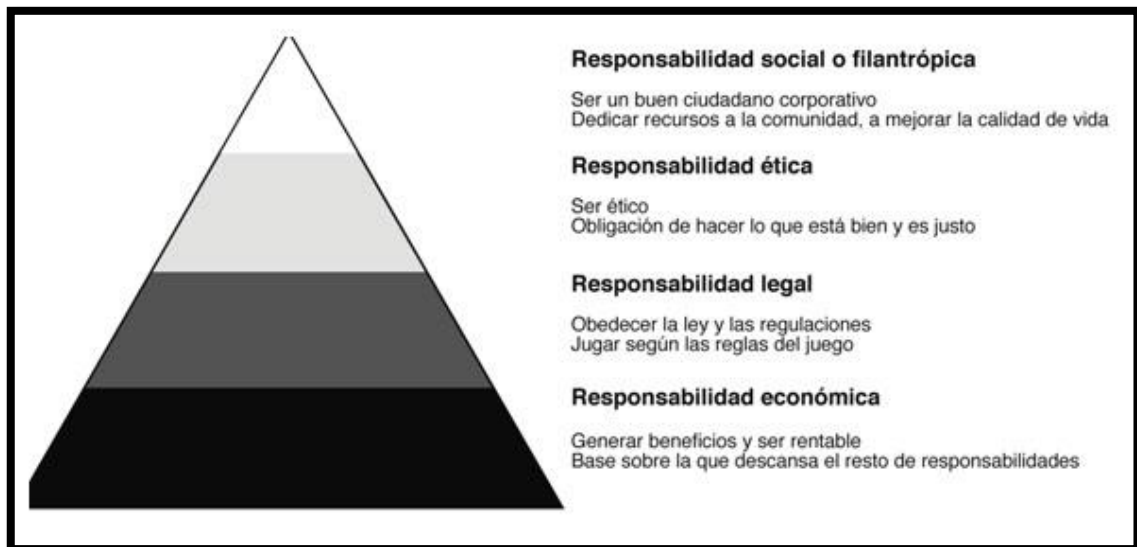 Responsabilidad social o filantrópica
Ser un buen ciudadano corporativo
Dedicar recursos a la comunidad, a mejorar la calidad de vida
Responsabilidad ética
Ser ético
Obligación de hacer lo que está bien y es justo
Responsabilidad legal
Obedecer la ley y las regulaciones
Jugar según las reglas del juego
Responsabilidad económica
Generar beneficios y ser rentable
Base sobre la que descansa el resto de responsabilidades